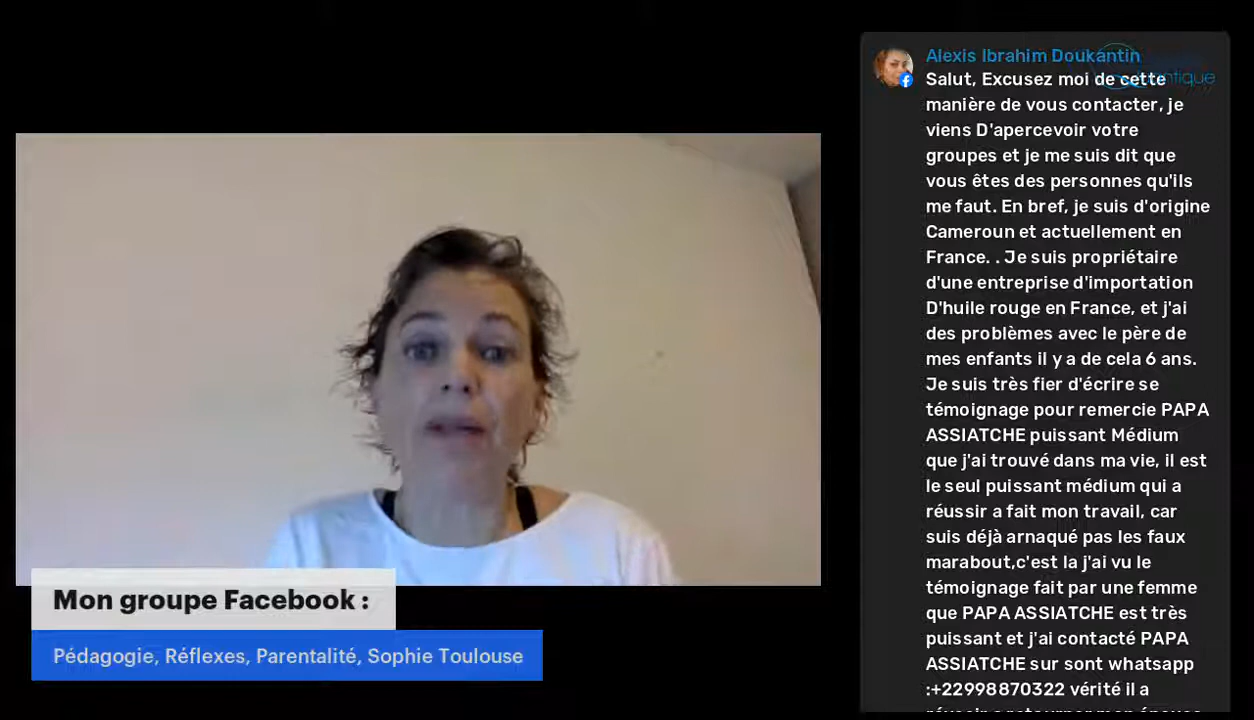 Mon groupe Facebook :
Pédagogie, Réflexes, Parentalité, Sophie Toulouse
Alexis Ibrahim Doukantin
Salut, Excusez moi de cette
manière de vous contacter, je
viens D'apercevoir votre
groupes et je me suis dit que
vous êtes des personnes qu'ils
me faut. En bref, je suis d'origine
Cameroun et actuellement en
France. . Je suis propriétaire
d'une entreprise d'importation
D'huile rouge en France, et j'ai
des problèmes avec le père de
mes enfants il y a de cela 6 ans.
Je suis très fier d'écrire se
témoignage pour remercie PAPA
ASSIATCHE puissant Médium
que j'ai trouvé dans ma vie, il est
le seul puissant médium qui a
réussir a fait mon travail, car
suis déjà arnaqué pas les faux
marabout,c'est la j'ai vu le
témoignage fait par une femme
que PAPA ASSIATCHE est très
puissant et j'ai contacté PAPA
ASSIATCHE sur sont whatsapp
:+22998870322 vérité il a